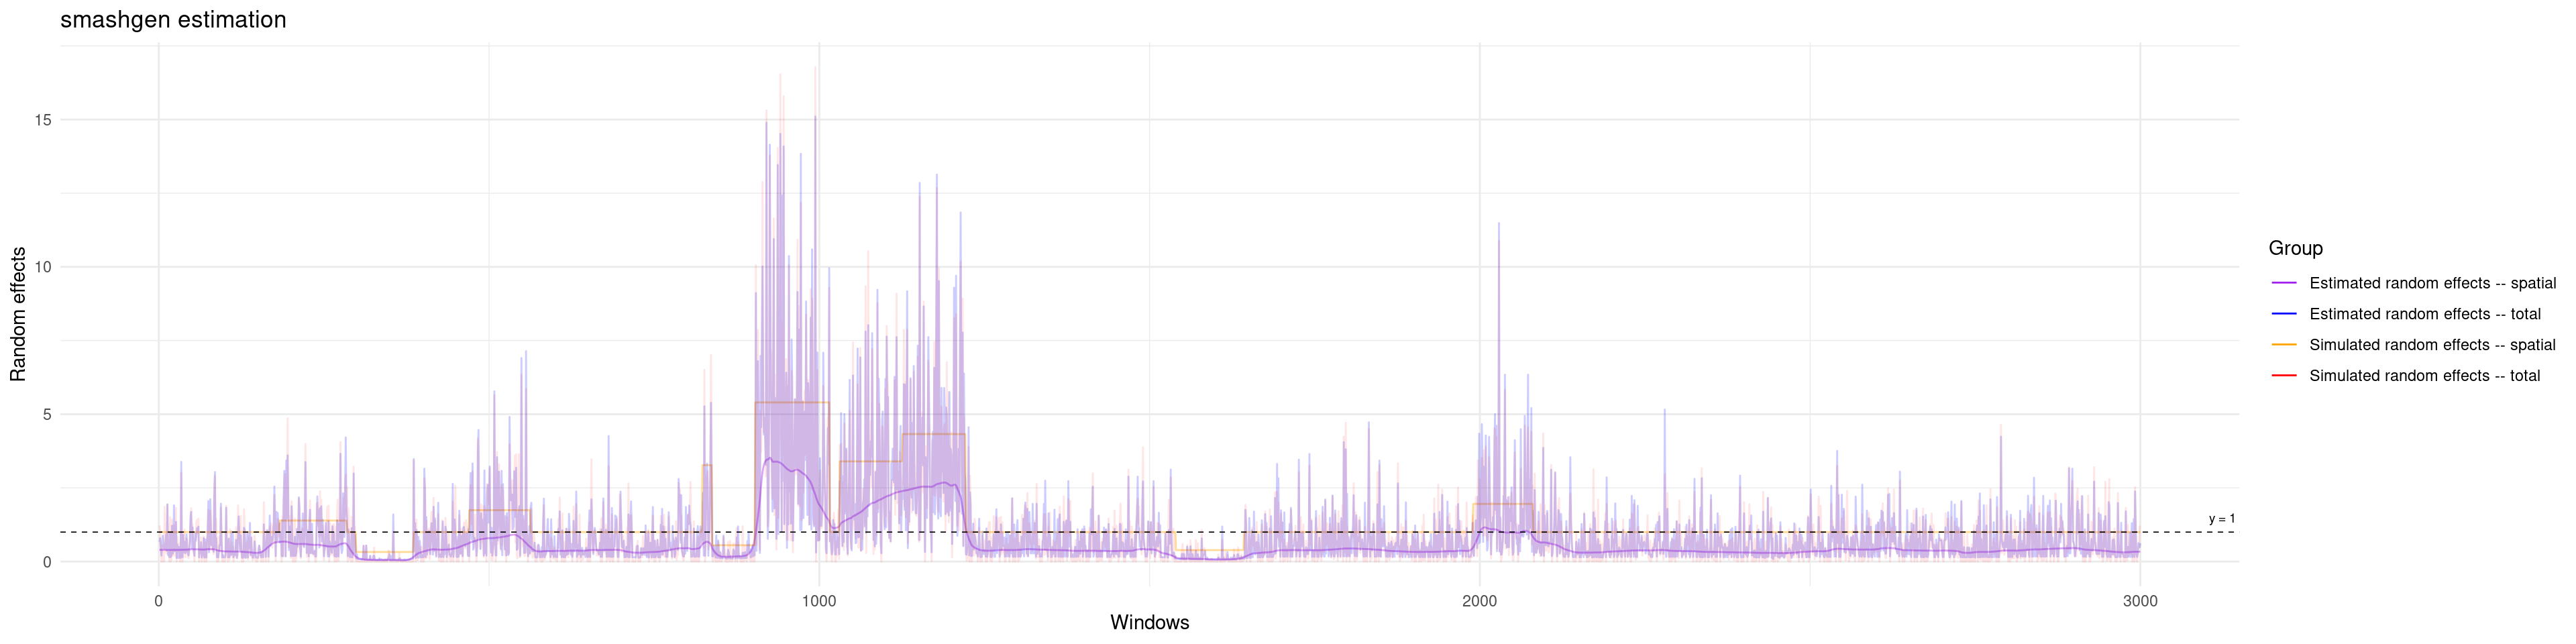 smashgen estimation
Random effects
15
10
5
0
y = 1
0
1000
2000
3000
Windows
Group
Estimated random effects -- spatial
Estimated random effects -- total
Simulated random effects -- spatial
Simulated random effects -- total